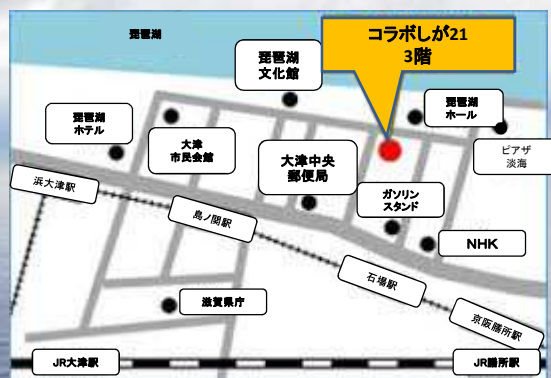 琵琶湖
コラボしが21
3階
琵琶湖
文化館
琵琶湖
ホール
琵琶湖
ホテル
大津
市民会館
大津中央
郵便局
ピアザ
淡海
浜大津駅
ガソリン
スタンド
島ノ関駅
NHK
石場駅
滋賀県庁
京阪膳所駅
JR大津駅
JR膳所駅